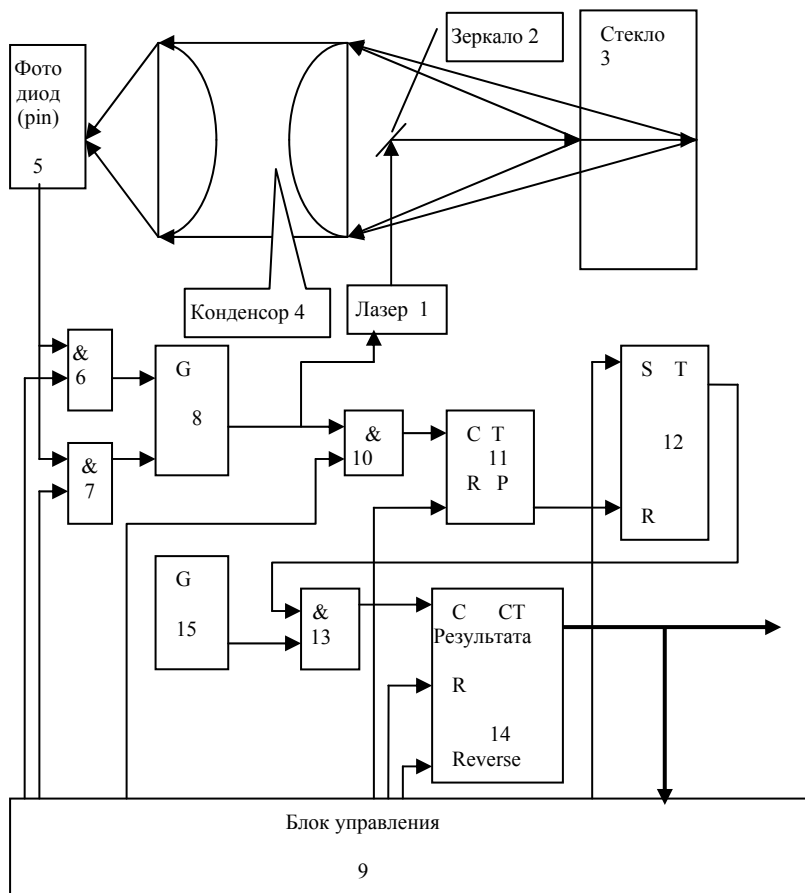 Фото
диод
(pin)
5
Зеркало 2
Стекло
3
Конденсор 4
Лазер 1
&
6
G
8
&
7
&
10
C T
11
R P
S T
12
R
G
15
&
13
C CT
Результата
R
14
Reverse
Блок управления
9